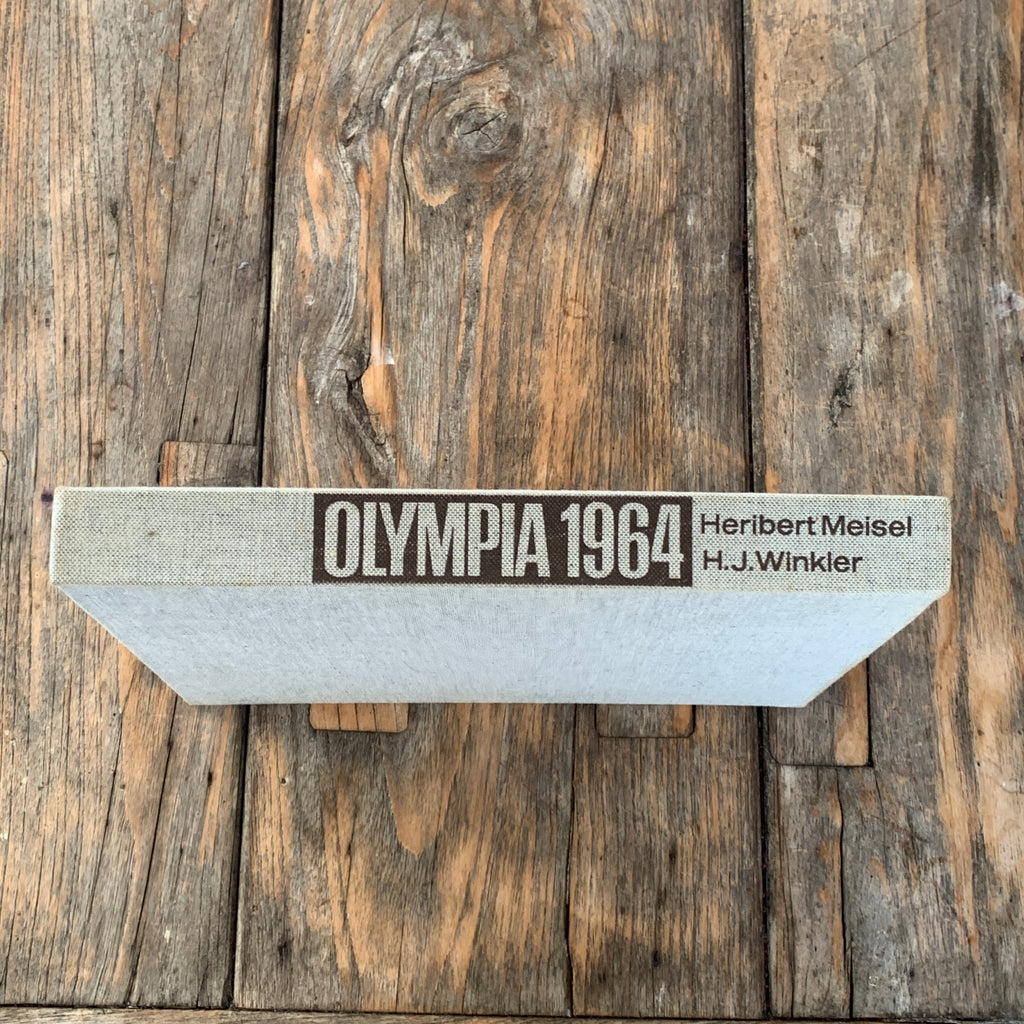 OLYMPIA 1964
Heribert Meisel
H.J.Winkler